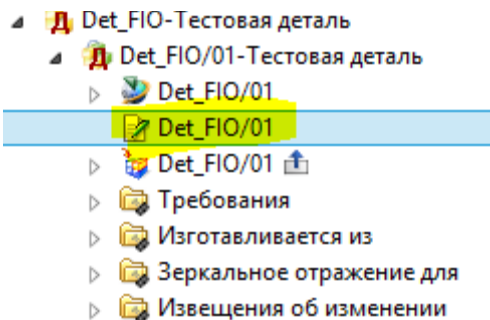 Д Det_FIO-Тестовая деталь
Д Det_FIO/01-Тестовая деталь
Det_FIO/01
Det_FIO/01
Det_FIO/01
Требования
Изготавливается из
Зеркальное отражение для
Извещения об изменении